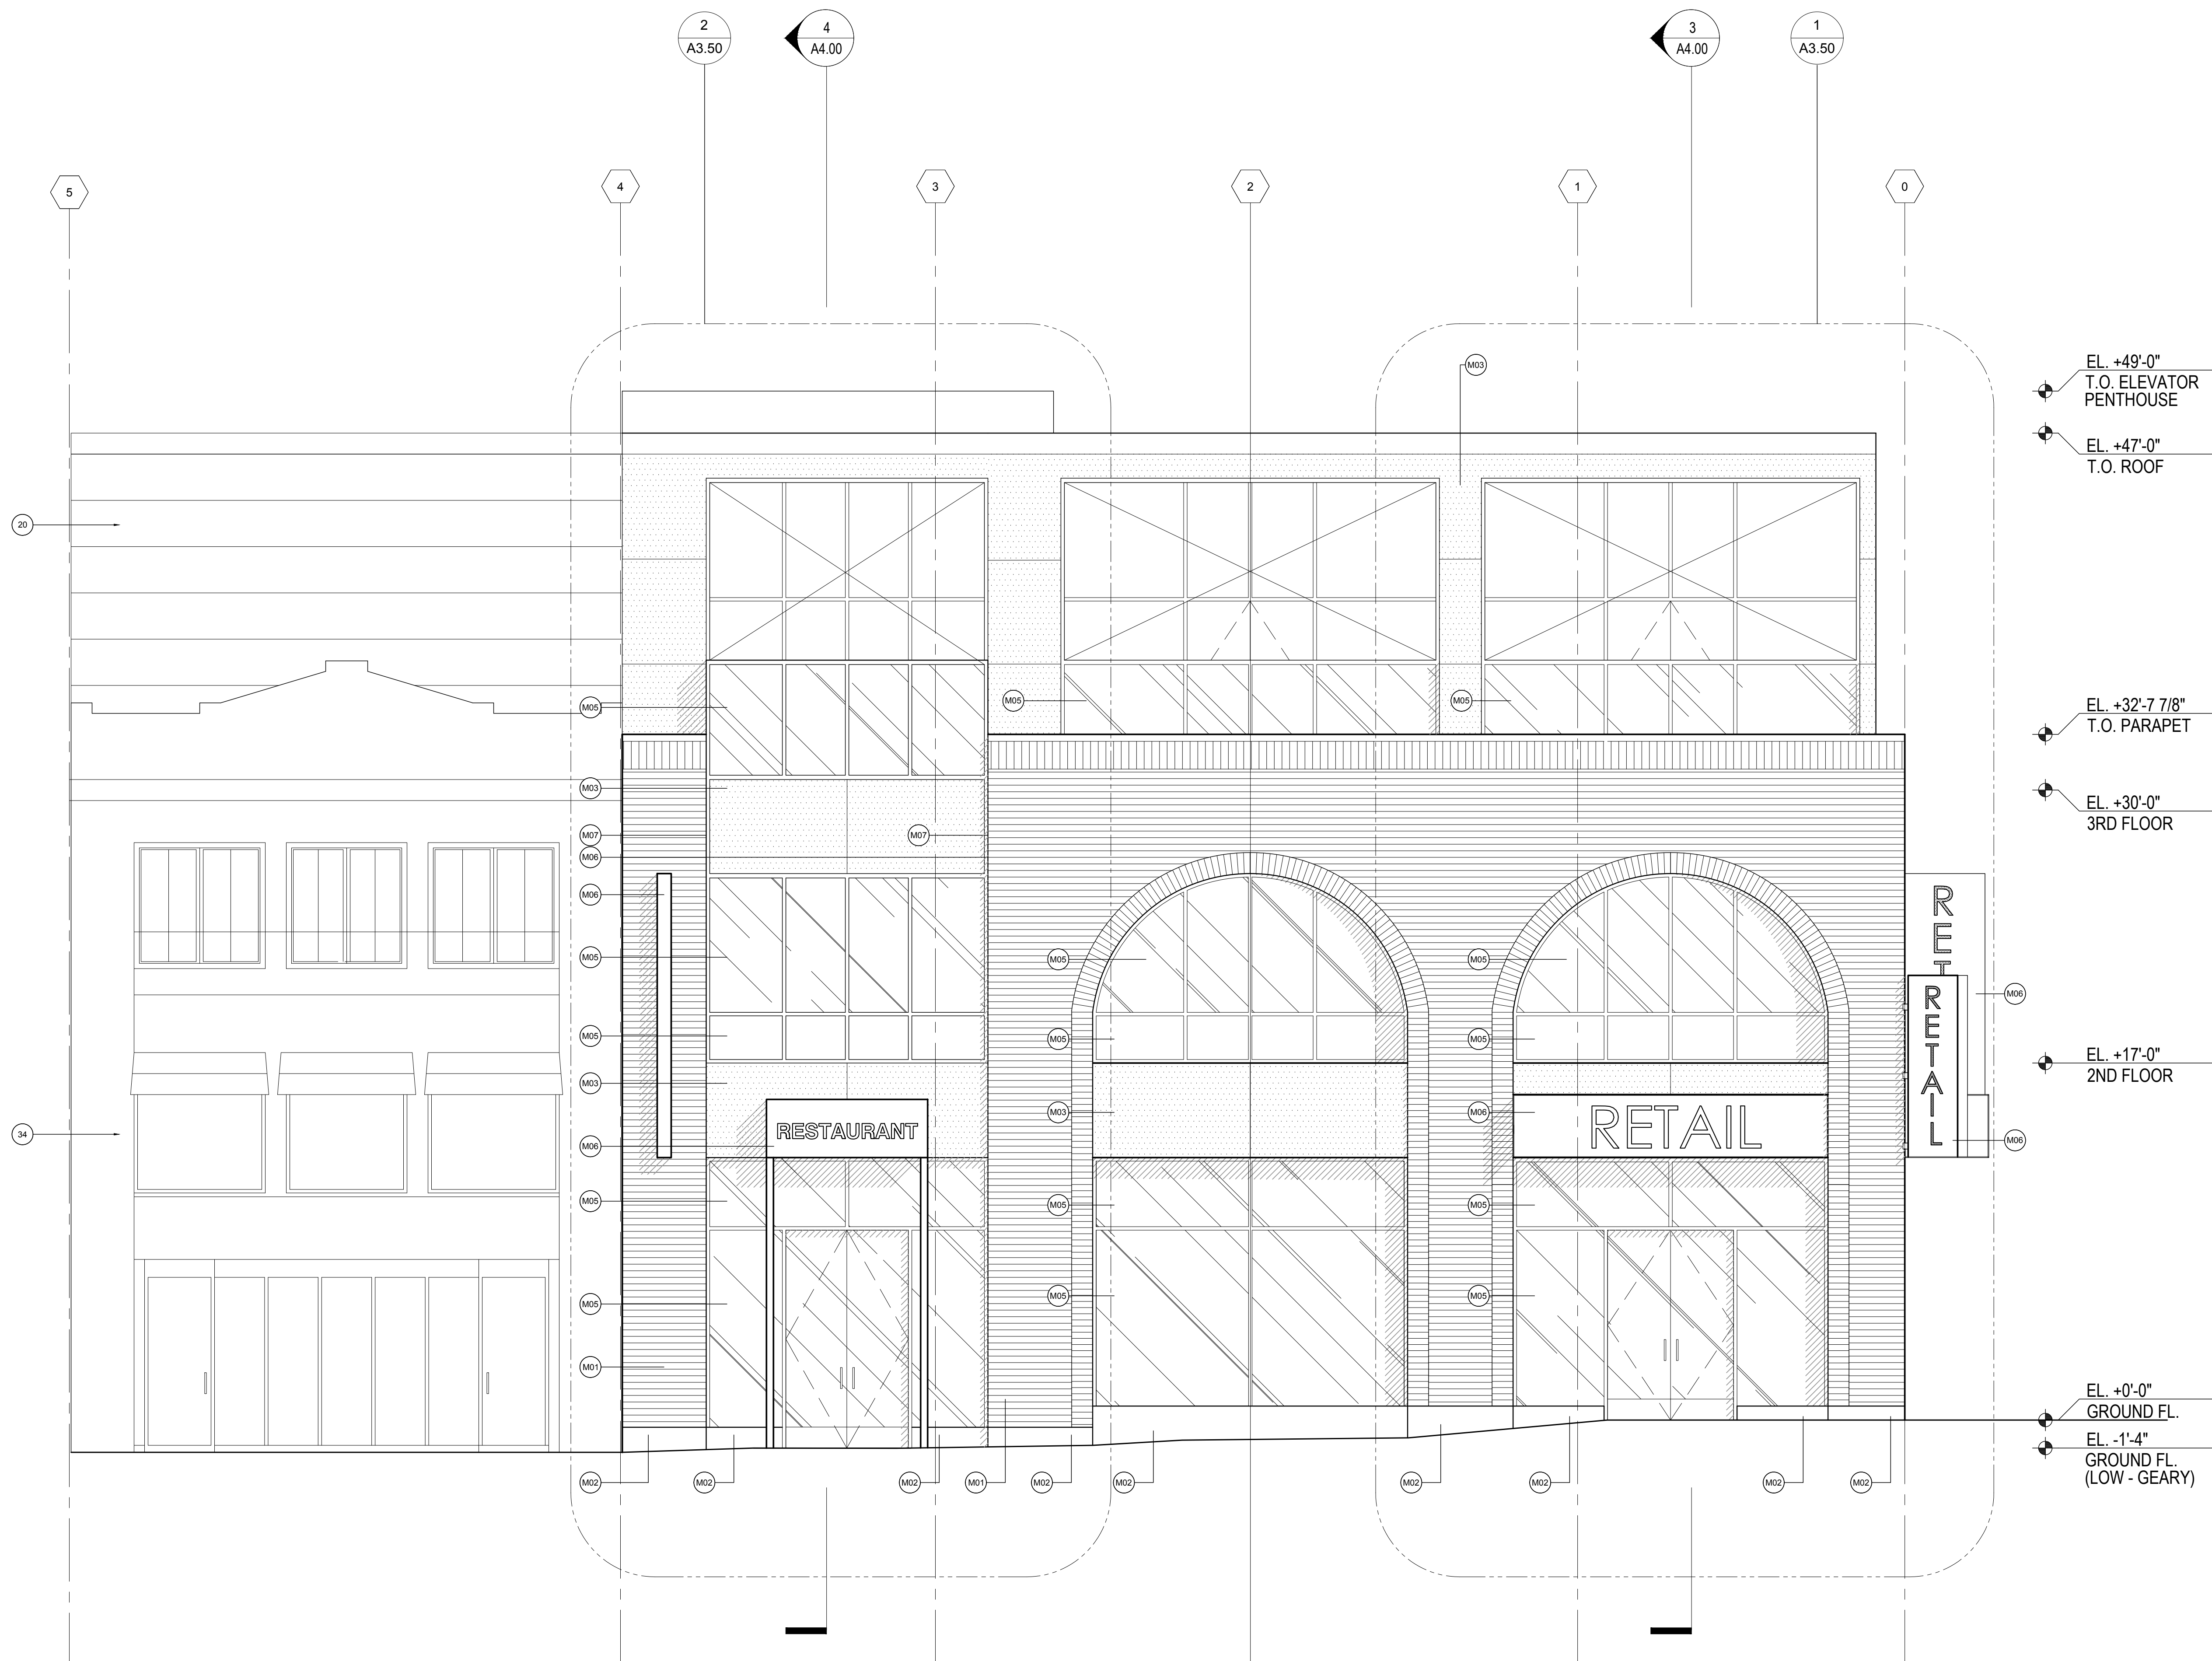 2
A3.50
4
A4.00
3
A4.00
1
A3.50
5
4
3
2
1
0
M03
EL. +49'-0"
T.O. ELEVATOR
PENTHOUSE
EL. +47'-0"
T.O. ROOF
20
M05
M05
M05
EL. +32'-7 7/8"
T.O. PARAPET
M03
EL. +30'-0"
3RD FLOOR
M07
M07
M06
M06
M05
M05
M05
RETAIL
RET
M06
M05
M05
M05
EL. +17'-0"
2ND FLOOR
M03
M03
M06
RETAIL
34
RESTAURANT
M06
M06
M05
M05
M05
M05
M05
M05
M01
EL. +0'-0"
GROUND FL.
EL. -1'-4"
GROUND FL.
(LOW - GEARY)
M02
M02
M02
M01
M02
M02
M02
M02
M02
M02